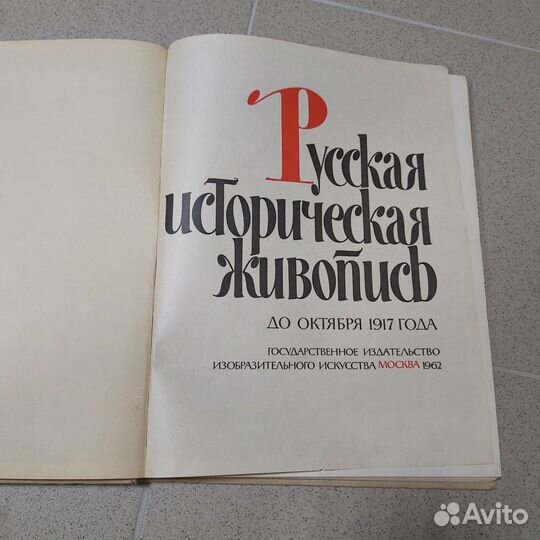 Русская
историческая
живопись
ДО ОКТЯБРЯ 1917 ГОДА
ГОСУДАРСТВЕННОЕ ИЗДАТЕЛЬСТВО
ИЗОБРАЗИТЕЛЬНОГО ИСКУССТВА МОСКВА 1962
Avito